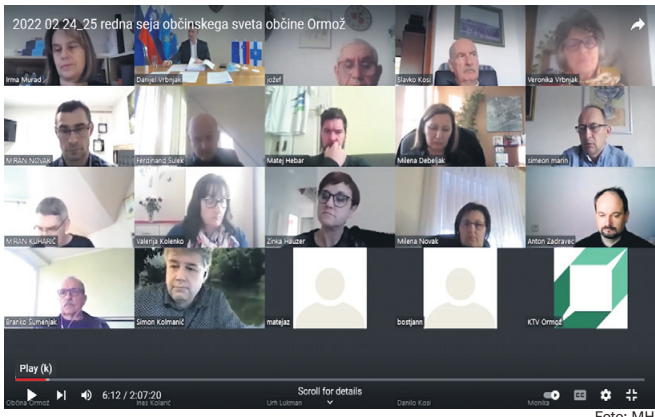 2022 02 24_25 redna seja občinskega sveta občine Ormož
Irma Murad
Danijel Vrbnjak
jožef
Slavko Kosi
Veronika Vrbnjak
MIRAN NOVAK
Ferdinand Šulek
Matej Hebar
Milena Debeljak
simeon marin
MIRAN KUHARIČ
Valerija Kolenko
Zinka Hauzer
Milena Novak
Anton Zadravec
Branko Šumenjak
Simon Kolmanič
matejaz
bostjann
KTV Ormož
Play (k)
6:12 / 2:07:20
Scroll for details
CC
Občina Ormož
Ines Kolarič
Urh Lukman
Danilo Kosi
Monika
Foto: MH